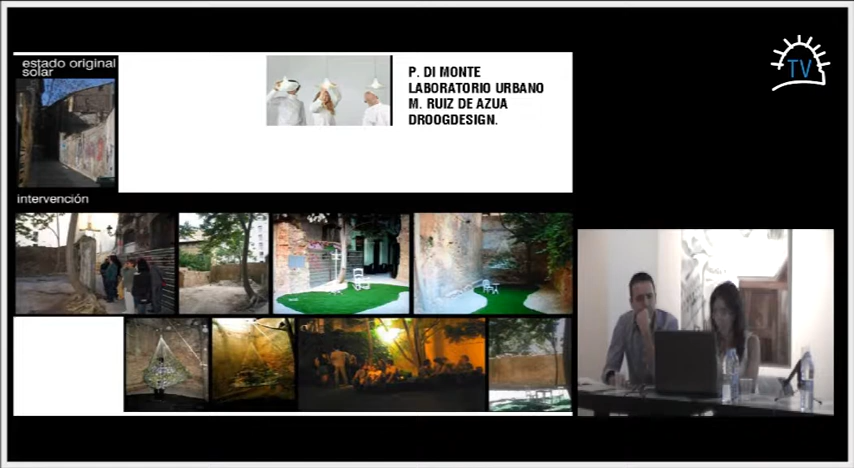 estado original
solar
P. DI MONTE
LABORATORIO URBANO
M. RUIZ DE AZUA
DROOGDESIGN.
TV
intervención